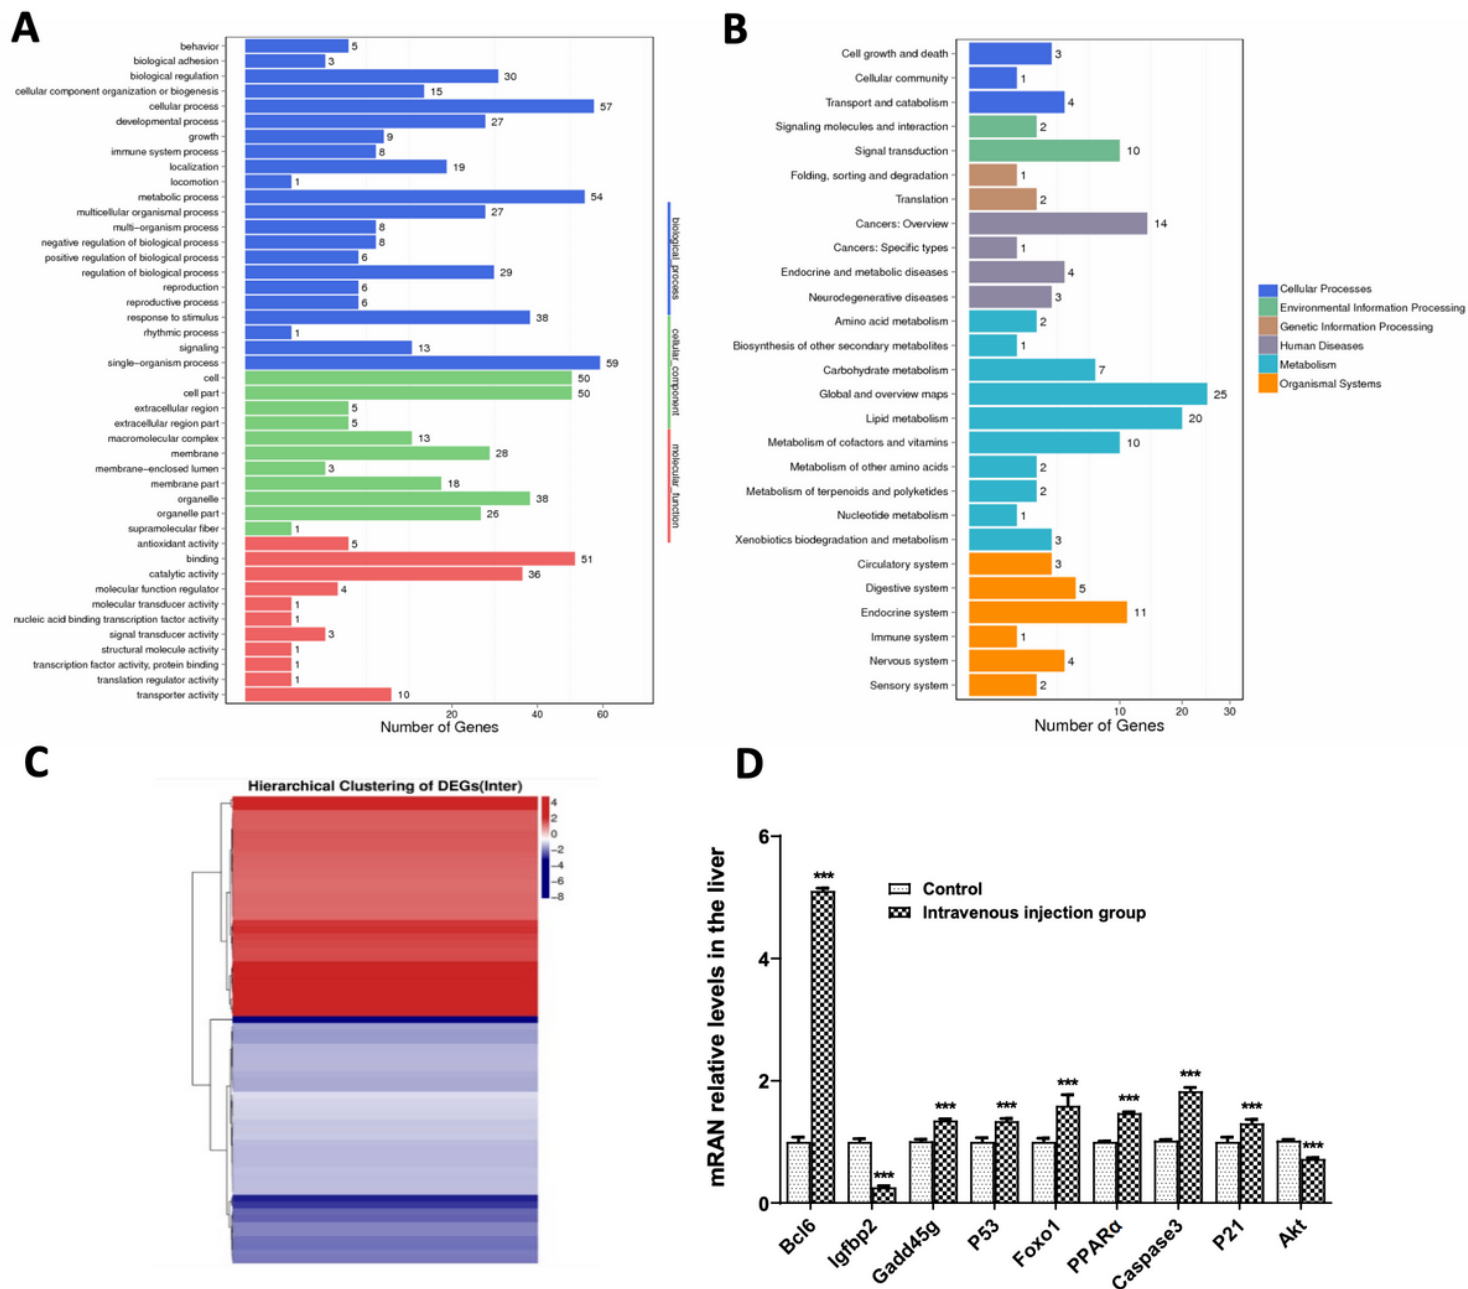 A
behavior 5
biological adhesion 3
biological regulation 30
cellular component organization or biogenesis 15
cellular process 57
developmental process 27
growth 9
immune system process 8
localization 19
locomotion 1
metabolic process 54
multicellular organismal process 27
multi−organism process 8
negative regulation of biological process 8
positive regulation of biological process 6
regulation of biological process 29
reproduction 6
reproductive process 6
response to stimulus 38
rhythmic process 1
signaling 13
single−organism process 59
cell 50
cell part 50
extracellular region 5
extracellular region part 5
macromolecular complex 13
membrane 28
membrane−enclosed lumen 3
membrane part 18
organelle 38
organelle part 26
supramolecular fiber 1
antioxidant activity 5
binding 51
catalytic activity 36
molecular function regulator 4
molecular transducer activity 1
nucleic acid binding transcription factor activity 1
signal transducer activity 3
structural molecule activity 1
transcription factor activity, protein binding 1
translation regulator activity 1
transporter activity 10
20 40 60
Number of Genes
biological_process
cellular_component
molecular_function
B
Cell growth and death 3
Cellular community 1
Transport and catabolism 4
Signaling molecules and interaction 2
Signal transduction 10
Folding, sorting and degradation 1
Translation 2
Cancers: Overview 14
Cancers: Specific types 1
Endocrine and metabolic diseases 4
Neurodegenerative diseases 3
Amino acid metabolism 2
Biosynthesis of other secondary metabolites 1
Carbohydrate metabolism 7
Global and overview maps 25
Lipid metabolism 20
Metabolism of cofactors and vitamins 10
Metabolism of other amino acids 2
Metabolism of terpenoids and polyketides 2
Nucleotide metabolism 1
Xenobiotics biodegradation and metabolism 3
Circulatory system 3
Digestive system 5
Endocrine system 11
Immune system 1
Nervous system 4
Sensory system 2
10 20 30
Number of Genes
Cellular Processes
Environmental Information Processing
Genetic Information Processing
Human Diseases
Metabolism
Organismal Systems
C
Hierarchical Clustering of DEGs(Inter)
4
2
0
−2
−4
−6
−8
D
mRAN relative levels in the liver
6
4
2
0
Control
Intravenous injection group
*** *** *** *** *** *** *** *** ***
Bcl6 Igfbp2 Gadd45g P53 Foxo1 PPARα Caspase3 P21 Akt